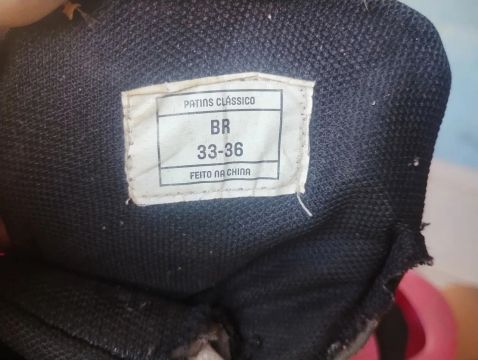 PATINS CLÁSSICO
BR
33-36
FEITO NA CHINA